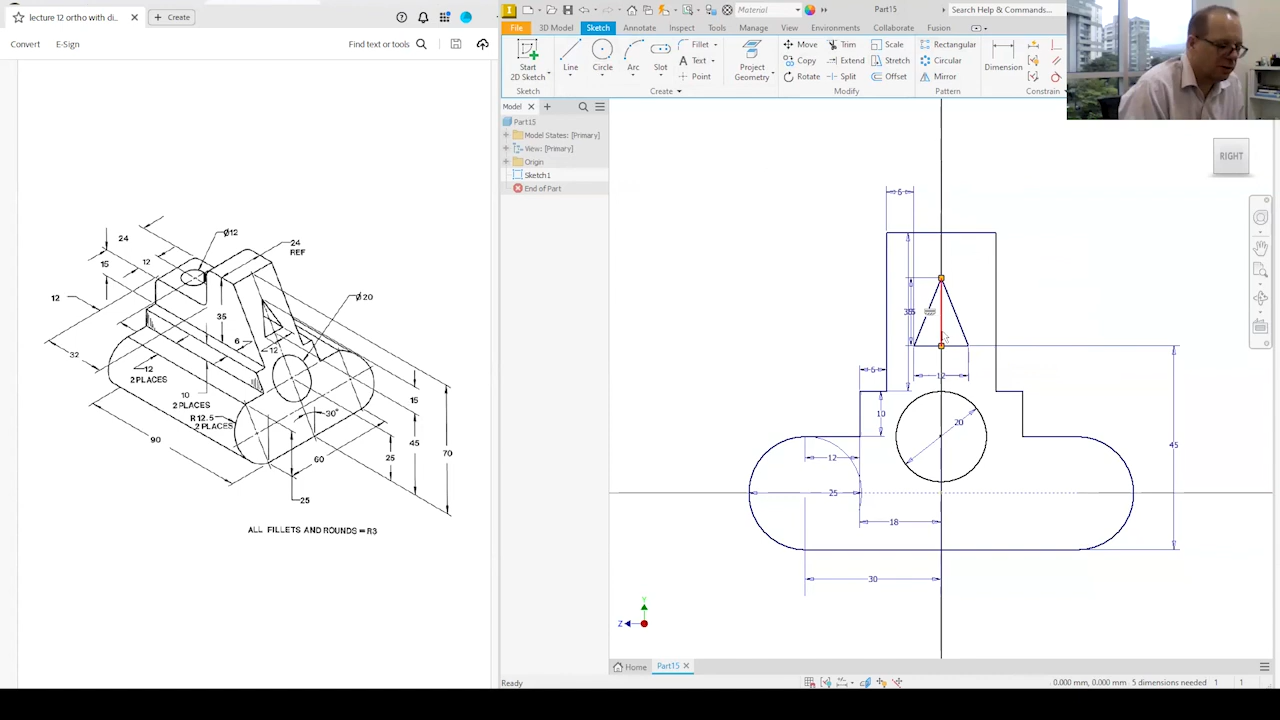 lecture 12 ortho with di...
Create
Convert
E-Sign
Find text or tools
Material
Part15
Search Help & Commands...
File
3D Model
Sketch
Annotate
Inspect
Tools
Manage
View
Environments
Vault
Collaborate
Fusion
Start
2D Sketch
Line
Circle
Arc
Slot
Fillet
Text
Point
Project
Geometry
Move
Copy
Rotate
Trim
Extend
Split
Scale
Stretch
Offset
Rectangular
Circular
Mirror
Dimension
Sketch
Create
Modify
Pattern
Constrain
Model
Part15
Model States: [Primary]
View: [Primary]
Origin
Sketch1
End of Part
RIGHT
24
Ø12
24
REF
15
12
12
Ø20
35
32
6
12
12
2 PLACES
10
2 PLACES
R 12.5
2 PLACES
30°
15
45
70
25
90
60
25
ALL FILLETS AND ROUNDS = R3
6
6
12
10
20
12
25
18
30
45
Y
Z
Home
Part15
Ready
0.000 mm, 0.000 mm
5 dimensions needed
1
1